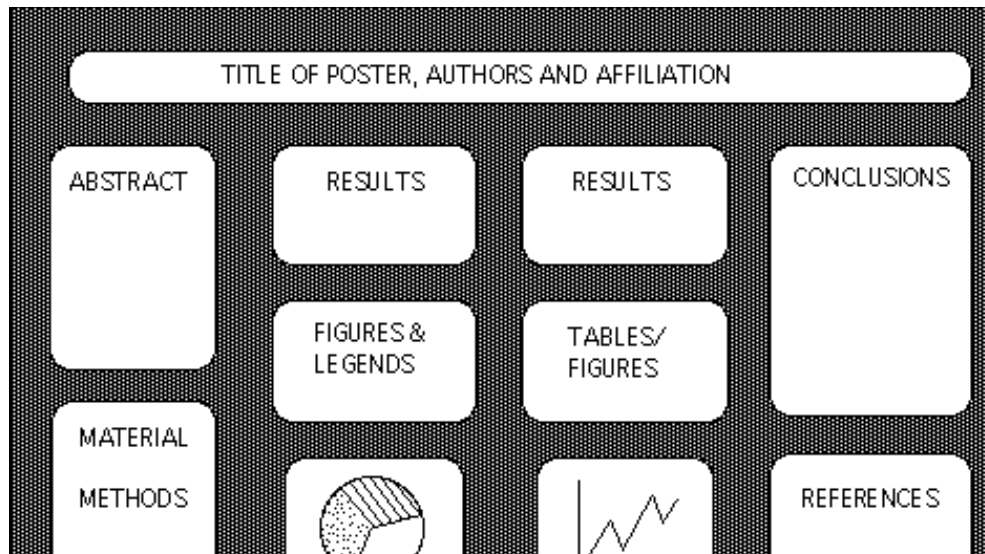 TITLE OF POSTER, AUTHORS AND AFFILIATION
ABSTRACT
MATERIAL
METHODS
RESULTS
FIGURES &
LEGENDS
RESULTS
TABLES/
FIGURES
CONCLUSIONS
REFERENCES